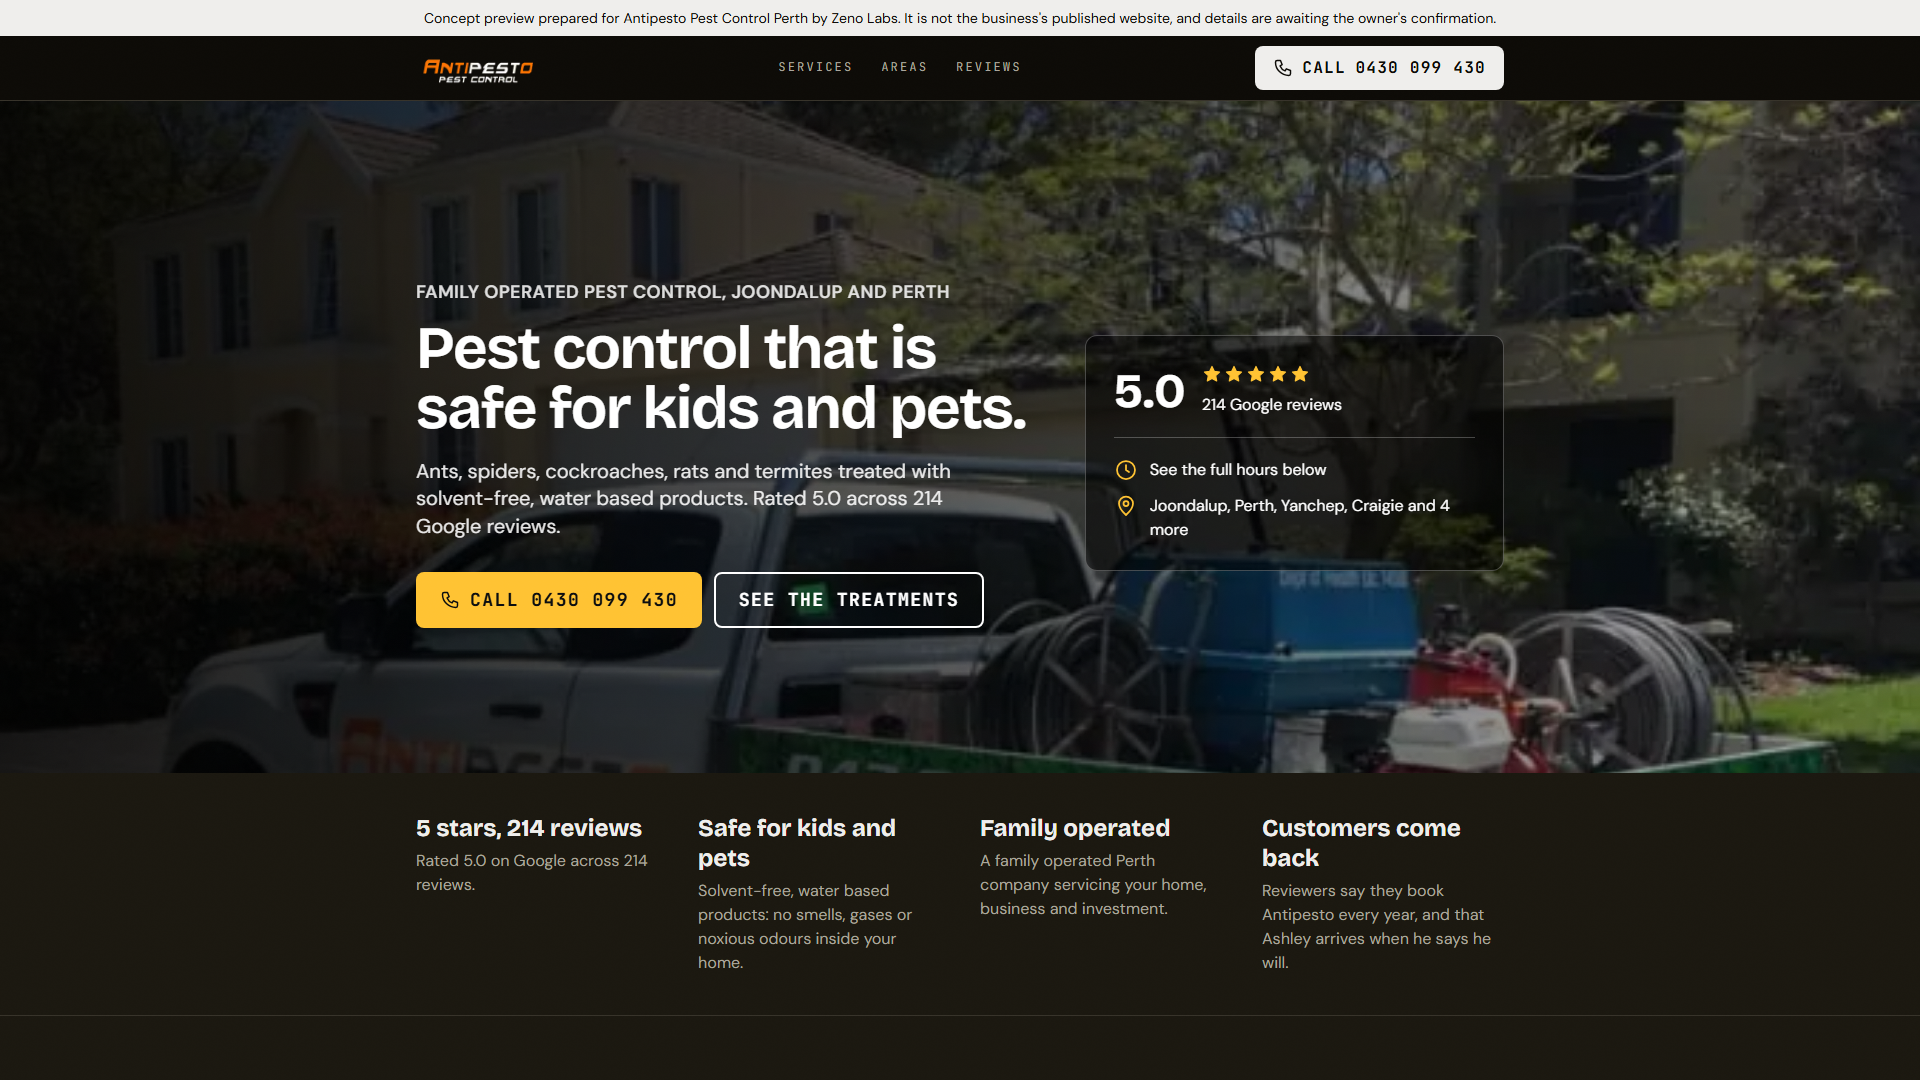 Concept preview prepared for Antipesto Pest Control Perth by Zeno Labs. It is not the business's published website, and details are awaiting the owner's confirmation.
ANTIPESTO
PEST CONTROL
SERVICES
AREAS
REVIEWS
CALL 0430 099 430
FAMILY OPERATED PEST CONTROL, JOONDALUP AND PERTH
Pest control that is
safe for kids and pets.
Ants, spiders, cockroaches, rats and termites treated with
solvent-free, water based products. Rated 5.0 across 214
Google reviews.
CALL 0430 099 430
SEE THE TREATMENTS
5.0
214 Google reviews
See the full hours below
Joondalup, Perth, Yanchep, Craigie and 4
more
5 stars, 214 reviews
Rated 5.0 on Google across 214
reviews.
Safe for kids and
pets
Solvent-free, water based
products: no smells, gases or
noxious odours inside your
home.
Family operated
A family operated Perth
company servicing your home,
business and investment.
Customers come
back
Reviewers say they book
Antipesto every year, and that
Ashley arrives when he says he
will.